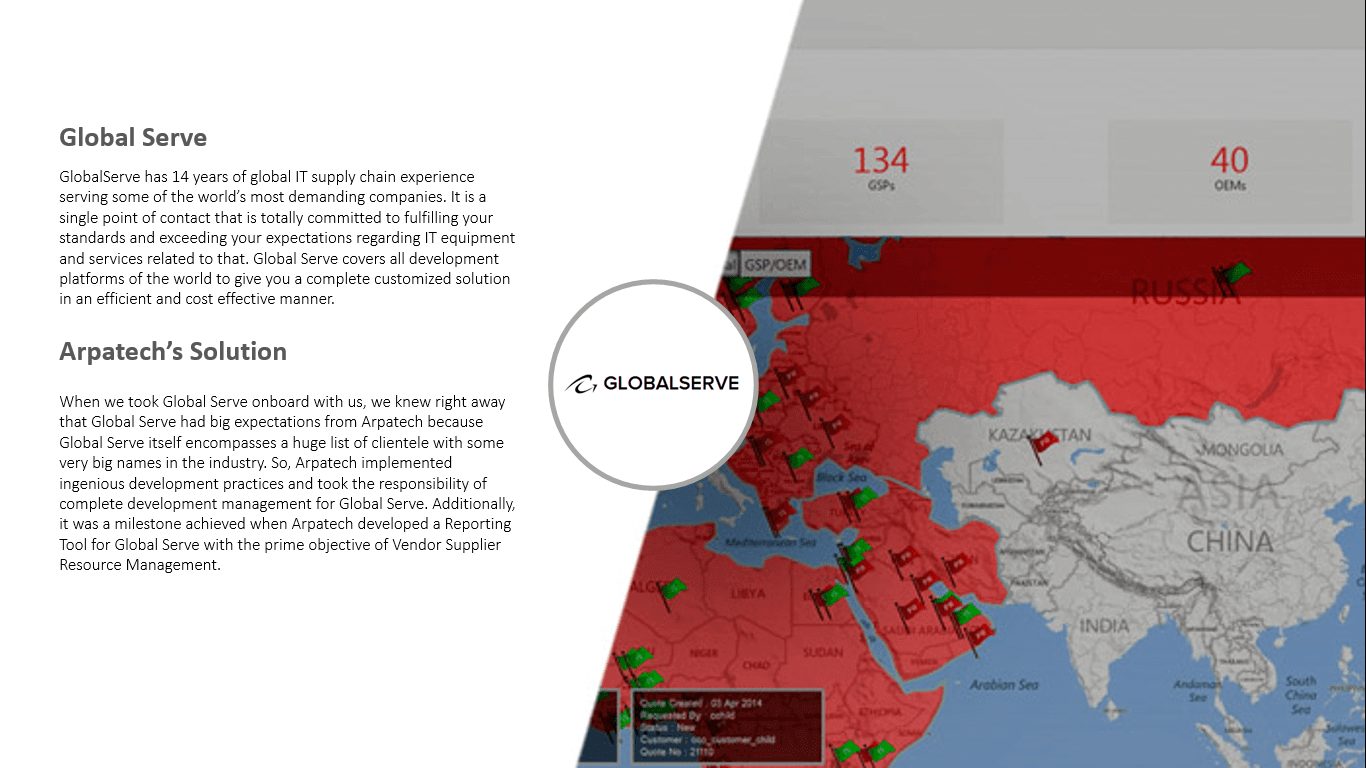 Global Serve
GlobalServe has 14 years of global IT supply chain experience
serving some of the world’s most demanding companies. It is a
single point of contact that is totally committed to fulfilling your
standards and exceeding your expectations regarding IT equipment
and services related to that. Global Serve covers all development
platforms of the world to give you a complete customized solution
in an efficient and cost effective manner.
Arpatech’s Solution
When we took Global Serve onboard with us, we knew right away
that Global Serve had big expectations from Arpatech because
Global Serve itself encompasses a huge list of clientele with some
very big names in the industry. So, Arpatech implemented
ingenious development practices and took the responsibility of
complete development management for Global Serve. Additionally,
it was a milestone achieved when Arpatech developed a Reporting
Tool for Global Serve with the prime objective of Vendor Supplier
Resource Management.
GLOBALSERVE
134
GSPs
40
OEMs
GSP/OEM
RUSSIA
KAZAKHSTAN
MONGOLIA
ASIA
CHINA
Black Sea
Mediterranean Sea
LIBYA
PAKISTAN
INDIA
SAUDI ARABIA
NIGER
CHAD
SUDAN
YEMEN
Arabian Sea
Andaman
Sea
South
China
Sea
ETHIOPIA
Quote Created : 03 Apr 2014
Requested By : cchild
Status : New
Customer : oso_customer_child
Quote No : 21110